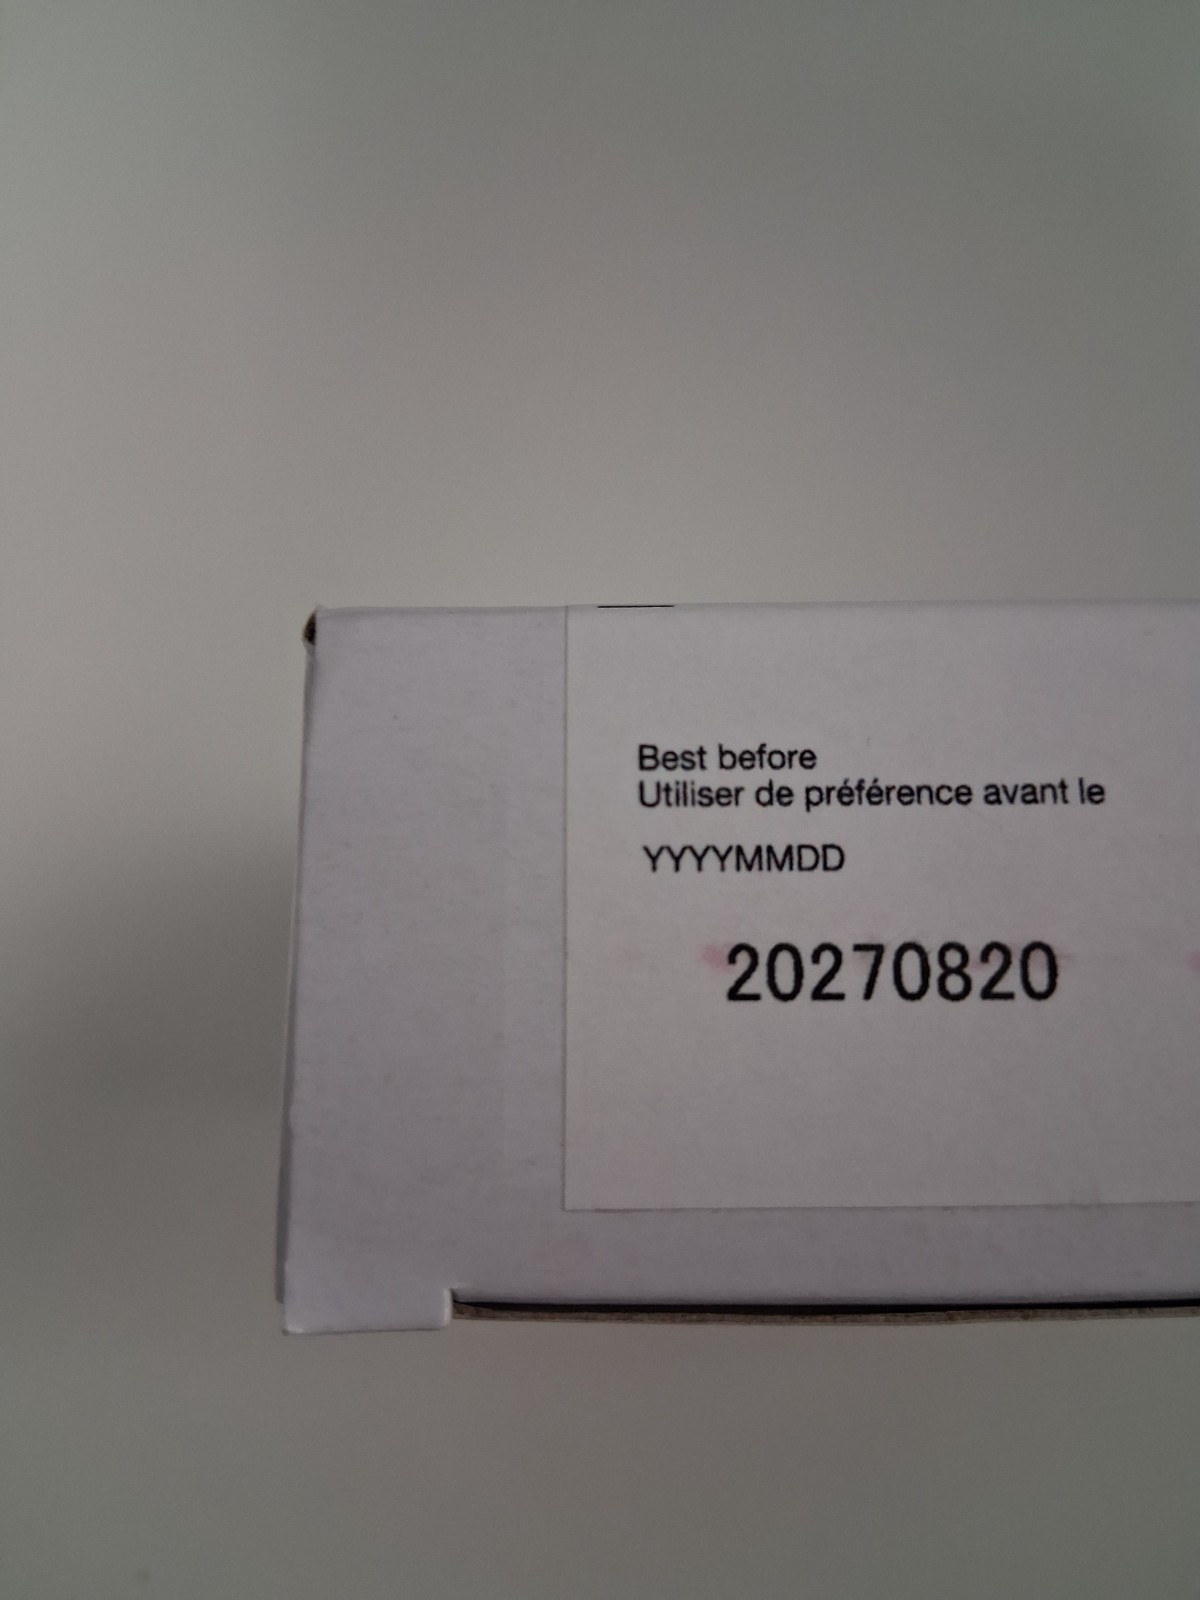 Best before
Utiliser de préférence avant le
YYYYMMDD
20270820